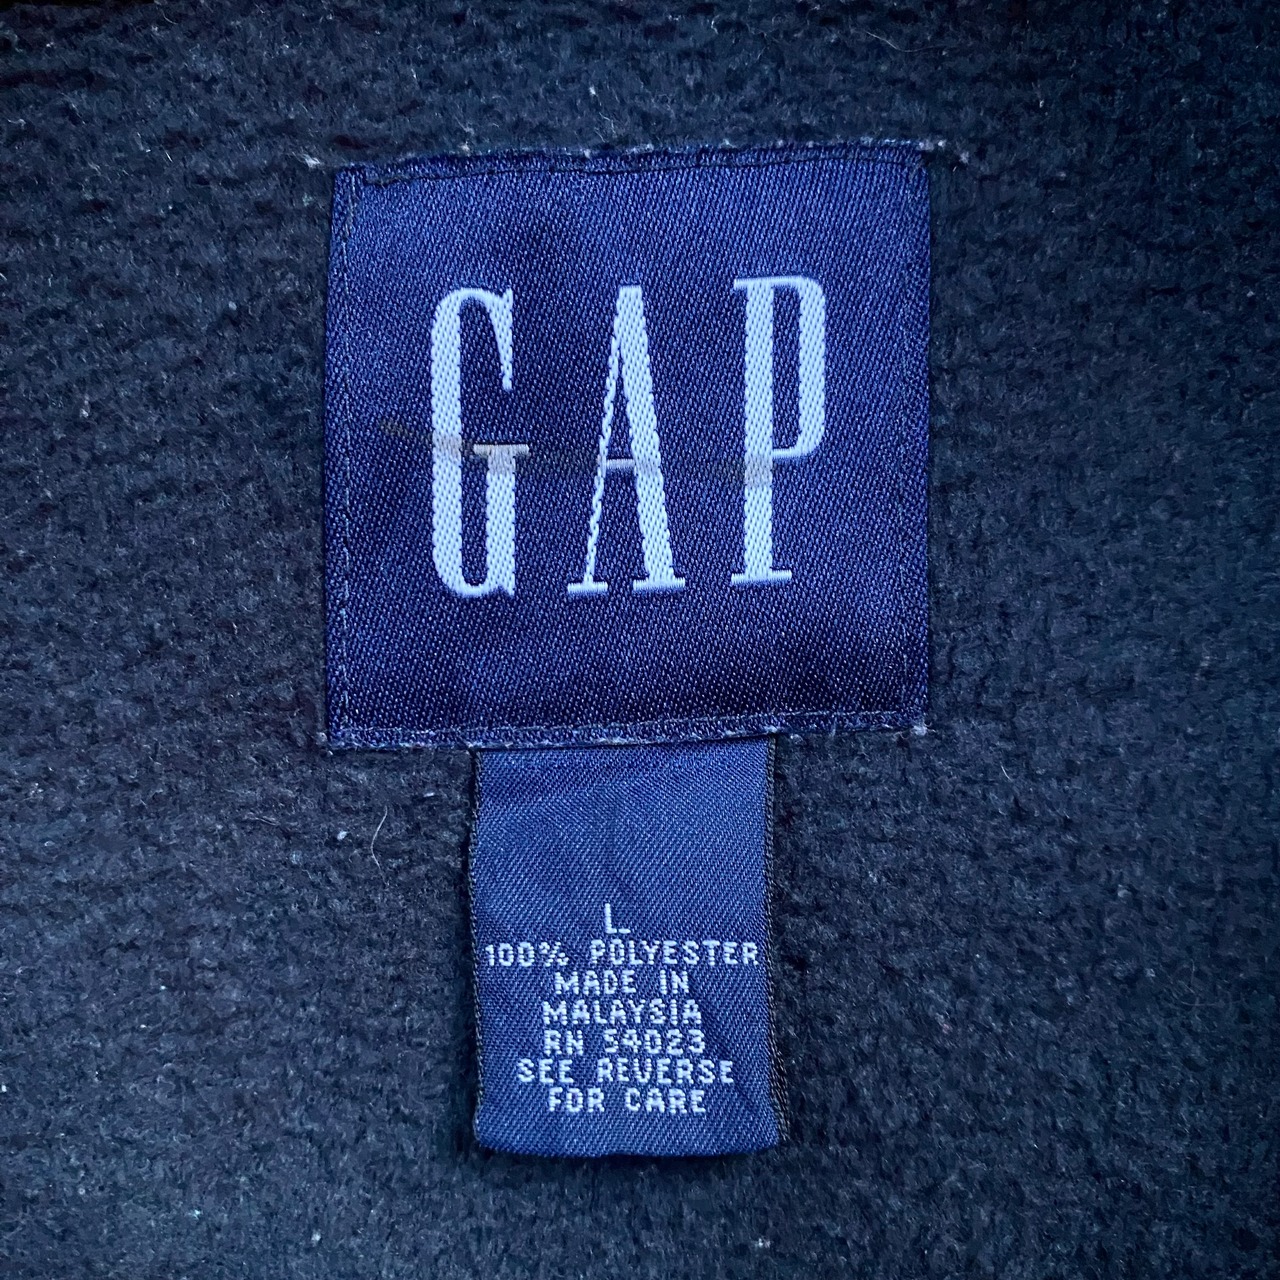 GAP
L
100% POLYESTER
MADE IN
MALAYSIA
RN 54023
SEE REVERSE
FOR CARE